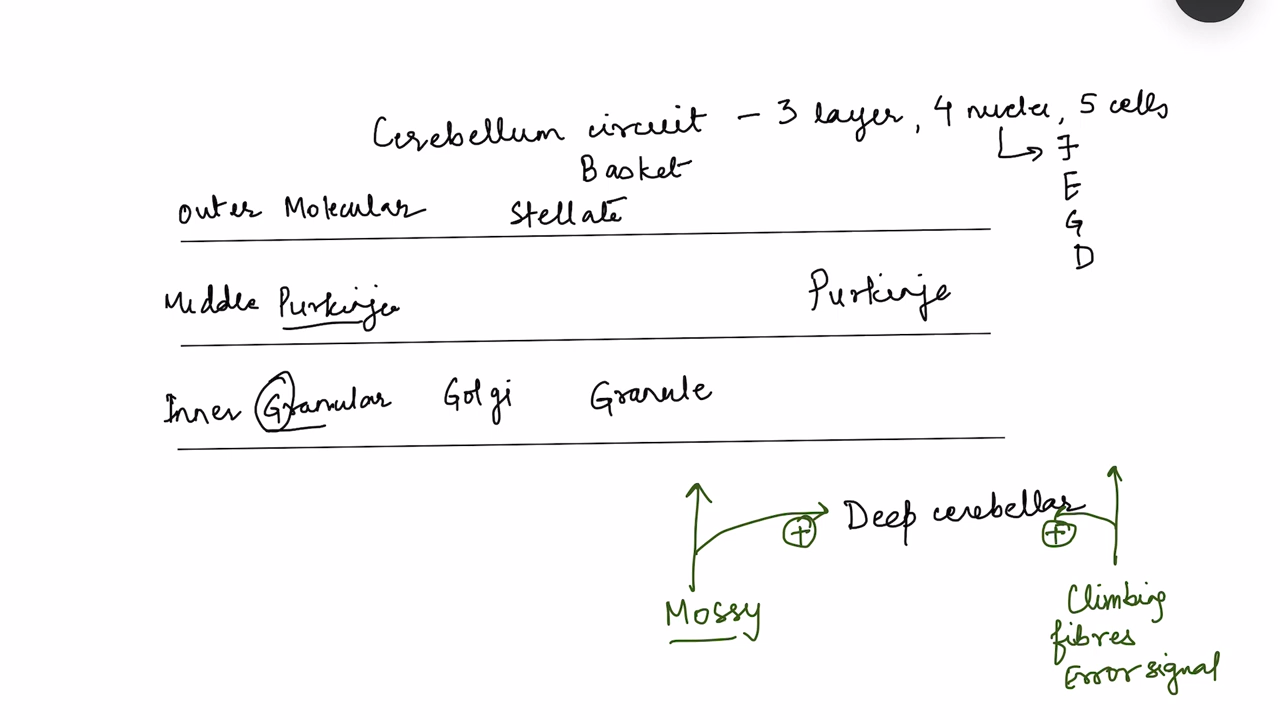 Cerebellum circuit – 3 layer, 4 nuclei, 5 cells
F
E
G
D
Basket
Outer Molecular Stellate
Middle Purkinje Purkinje
Inner Granular Golgi Granule
Deep cerebellar
+ +
Mossy
Climbing
fibres
Error signal